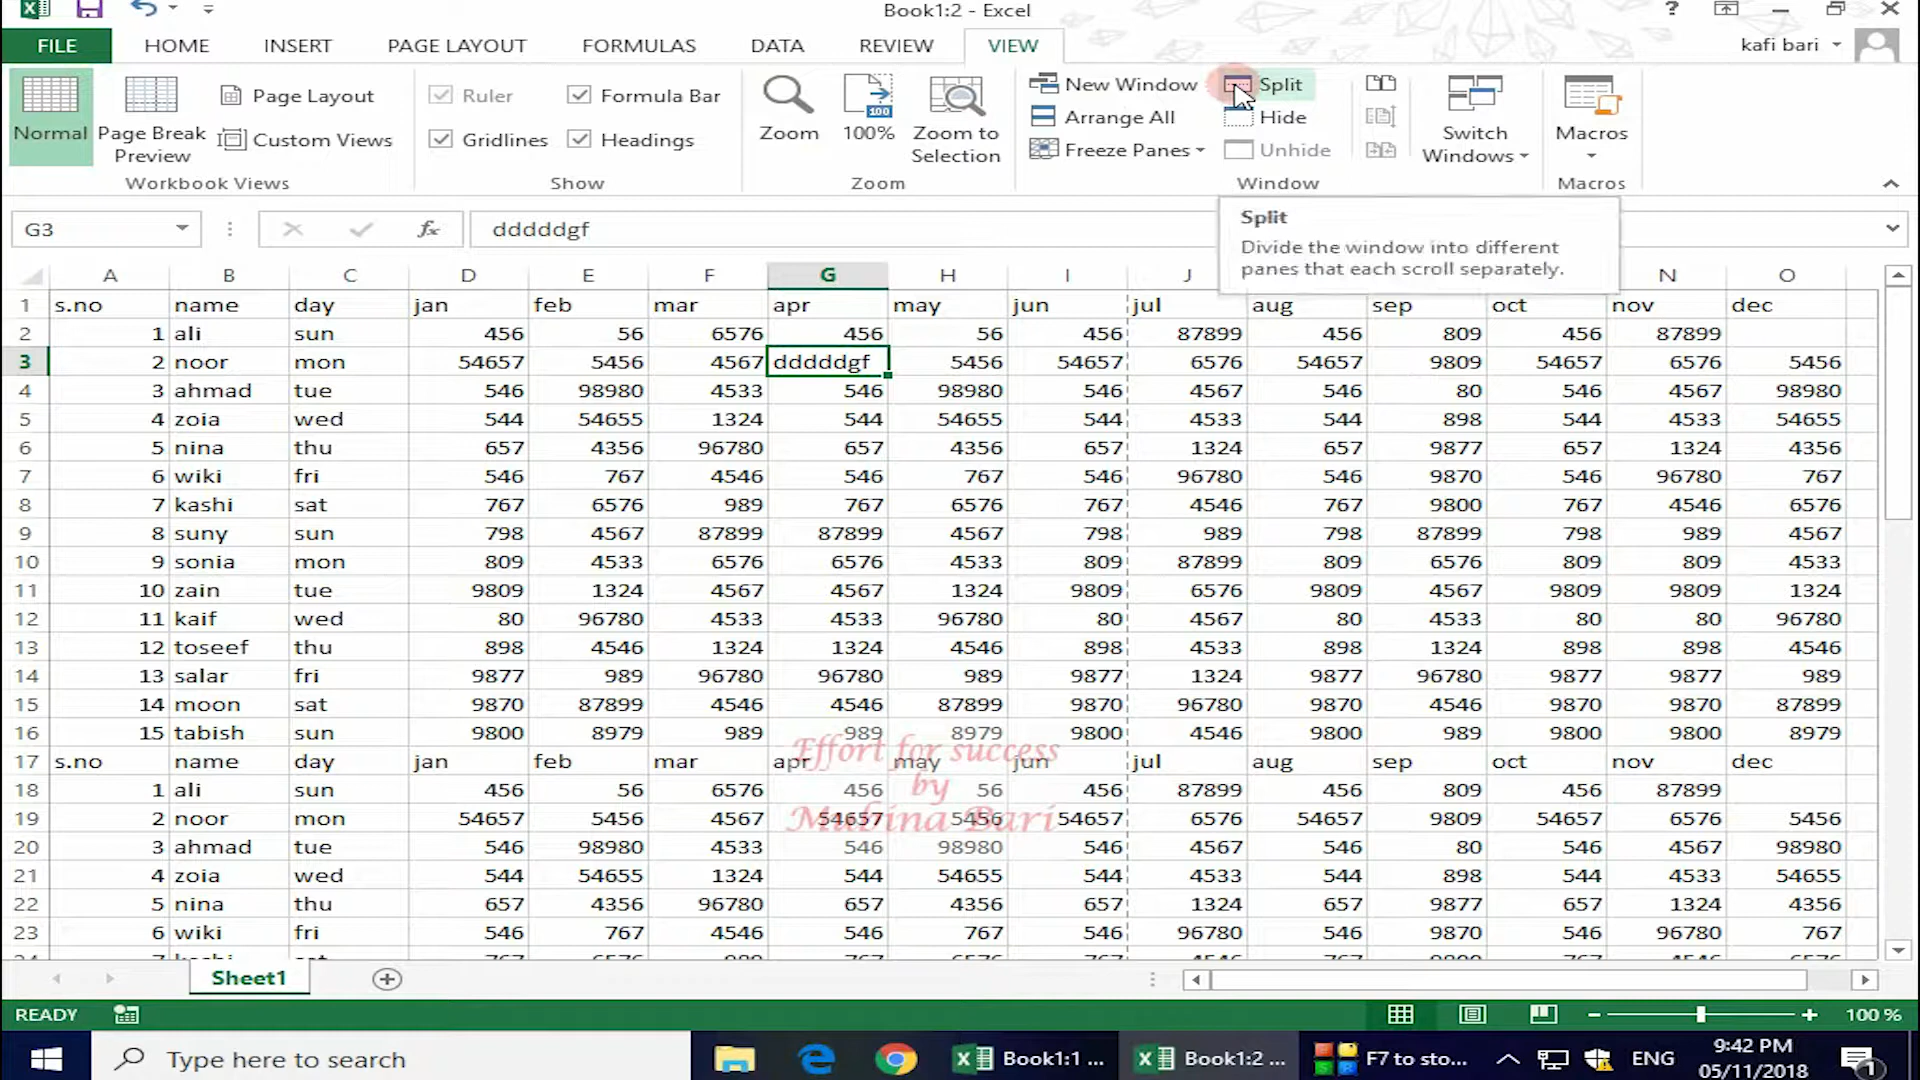 Book1:2 - Excel
FILE HOME INSERT PAGE LAYOUT FORMULAS DATA REVIEW VIEW kafi bari
Normal
Page Break Preview
Page Layout
Custom Views
Workbook Views
Ruler Formula Bar
Gridlines Headings
Show
Zoom
100%
Zoom to Selection
Zoom
New Window
Arrange All
Freeze Panes
Split
Hide
Unhide
Window
Switch Windows
Macros
Macros
G3 fx dddddgf
Split
Divide the window into different
panes that each scroll separately.
A B C D E F G H I J N O
1 s.no name day jan feb mar apr may jun jul aug sep oct nov dec
2 1 ali sun 456 56 6576 456 56 456 87899 456 809 456 87899
3 2 noor mon 54657 5456 4567 dddddgf 5456 54657 6576 54657 9809 54657 6576 5456
4 3 ahmad tue 546 98980 4533 546 98980 546 4567 546 80 546 4567 98980
5 4 zoia wed 544 54655 1324 544 54655 544 4533 544 898 544 4533 54655
6 5 nina thu 657 4356 96780 657 4356 657 1324 657 9877 657 1324 4356
7 6 wiki fri 546 767 4546 546 767 546 96780 546 9870 546 96780 767
8 7 kashi sat 767 6576 989 767 6576 767 4546 767 9800 767 4546 6576
9 8 suny sun 798 4567 87899 87899 4567 798 989 798 87899 798 989 4567
10 9 sonia mon 809 4533 6576 6576 4533 809 87899 809 6576 809 809 4533
11 10 zain tue 9809 1324 4567 4567 1324 9809 6576 9809 4567 9809 9809 1324
12 11 kaif wed 80 96780 4533 4533 96780 80 4567 80 4533 80 80 96780
13 12 toseef thu 898 4546 1324 1324 4546 898 4533 898 1324 898 898 4546
14 13 salar fri 9877 989 96780 96780 989 9877 1324 9877 96780 9877 9877 989
15 14 moon sat 9870 87899 4546 4546 87899 9870 96780 9870 4546 9870 9870 87899
16 15 tabish sun 9800 8979 989 989 8979 9800 4546 9800 989 9800 9800 8979
17 s.no name day jan feb mar apr may jun jul aug sep oct nov dec
18 1 ali sun 456 56 6576 456 56 456 87899 456 809 456 87899
19 2 noor mon 54657 5456 4567 54657 5456 54657 6576 54657 9809 54657 6576 5456
20 3 ahmad tue 546 98980 4533 546 98980 546 4567 546 80 546 4567 98980
21 4 zoia wed 544 54655 1324 544 54655 544 4533 544 898 544 4533 54655
22 5 nina thu 657 4356 96780 657 4356 657 1324 657 9877 657 1324 4356
23 6 wiki fri 546 767 4546 546 767 546 96780 546 9870 546 96780 767
Effort for success
by
Mubina Bari
Sheet1
READY 100 %
Type here to search Book1:1 ... Book1:2 ... F7 to sto... ENG 9:42 PM
05/11/2018 1